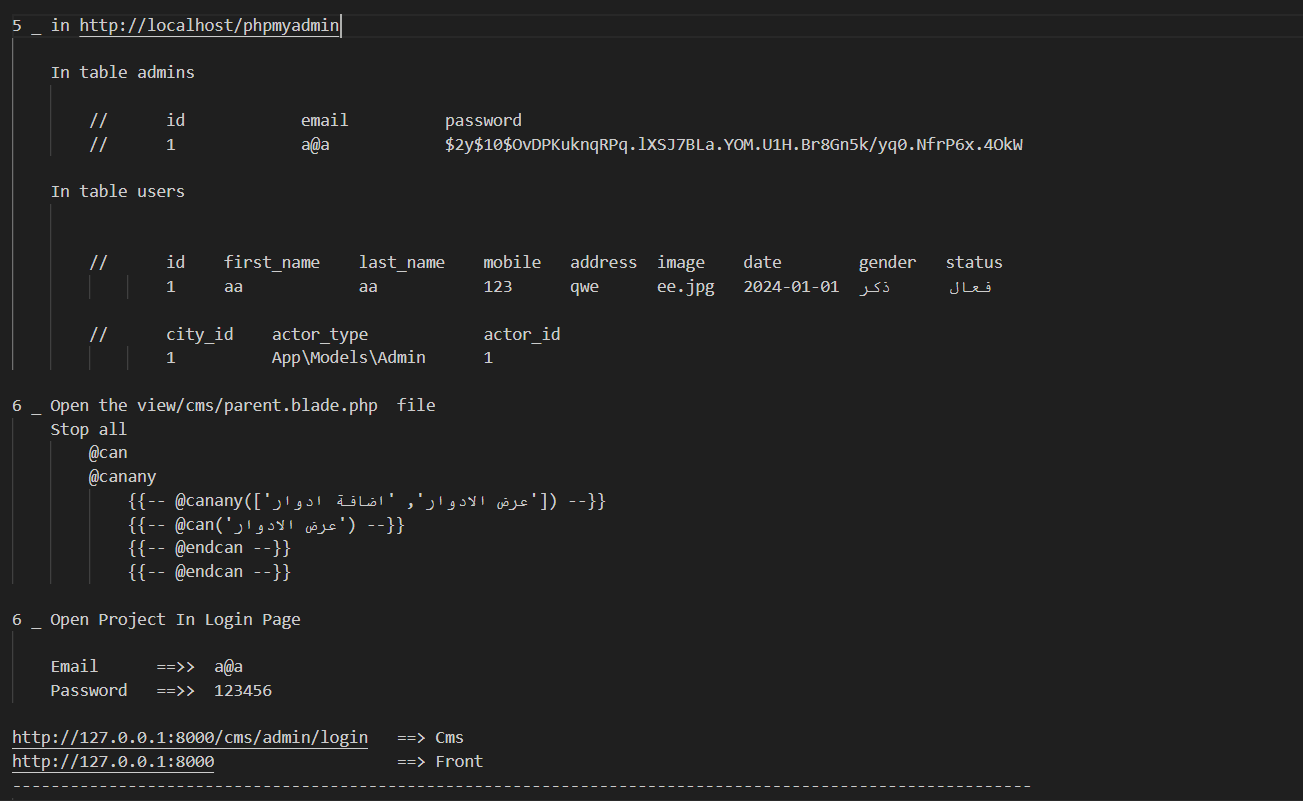 5 _ in http://localhost/phpmyadmin
In table admins
// id email password
// 1 a@a $2y$10$OvDPKuknqRPq.lXSJ7BLa.YOM.U1H.Br8Gn5k/yq0.NfrP6x.4OkW
In table users
// id first_name last_name mobile address image date gender status
1 aa aa 123 qwe ee.jpg 2024-01-01 ذكر فعال
// city_id actor_type actor_id
1 App\Models\Admin 1
6 _ Open the view/cms/parent.blade.php file
Stop all
@can
@canany
{{-- @canany(['عرض الادوار', 'اضافة ادوار']) --}}
{{-- @can('عرض الادوار') --}}
{{-- @endcan --}}
{{-- @endcan --}}
6 _ Open Project In Login Page
Email ==>> a@a
Password ==>> 123456
http://127.0.0.1:8000/cms/admin/login ==> Cms
http://127.0.0.1:8000 ==> Front
----------------------------------------------------------------------------------------------------------